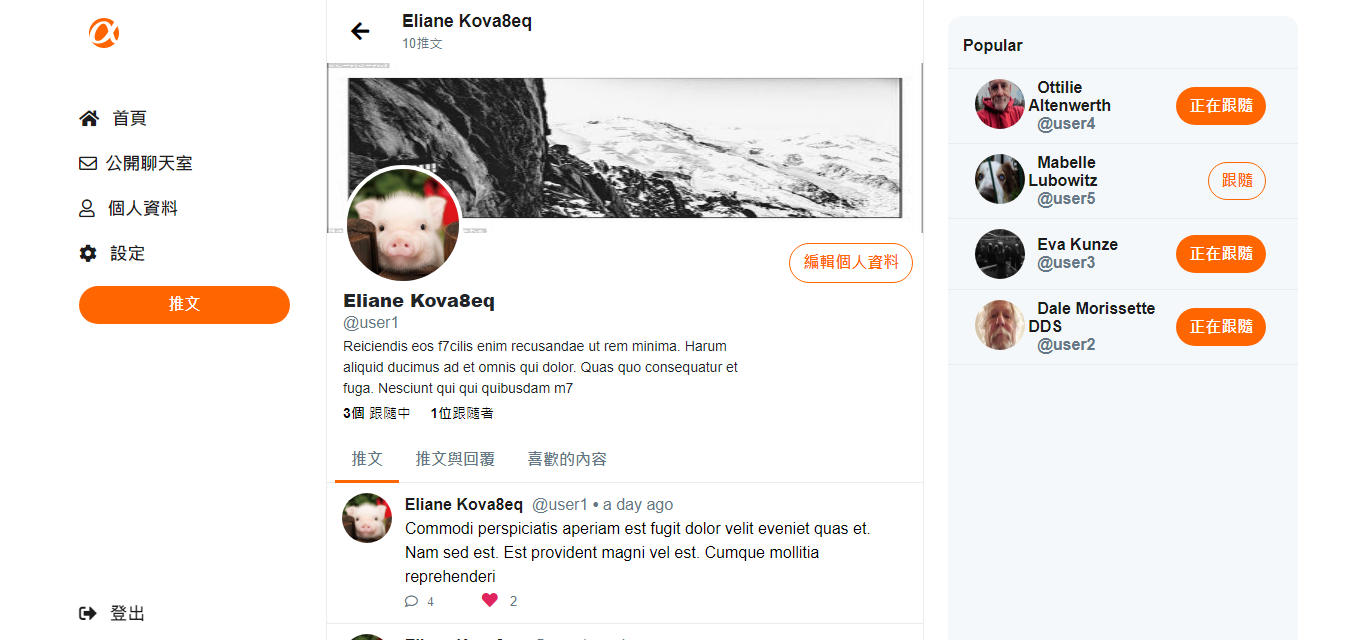 首頁
公開聊天室
個人資料
設定
推文
登出
Eliane Kova8eq
10推文
編輯個人資料
Eliane Kova8eq
@user1
Reiciendis eos f7cilis enim recusandae ut rem minima. Harum
aliquid ducimus ad et omnis qui dolor. Quas quo consequatur et
fuga. Nesciunt qui qui quibusdam m7
3個 跟隨中 1位跟隨者
推文 推文與回覆 喜歡的內容
Eliane Kova8eq @user1 • a day ago
Commodi perspiciatis aperiam est fugit dolor velit eveniet quas et.
Nam sed est. Est provident magni vel est. Cumque mollitia
reprehenderi
4 2
Popular
Ottilie
Altenwerth
@user4
正在跟隨
Mabelle
Lubowitz
@user5
跟隨
Eva Kunze
@user3
正在跟隨
Dale Morissette
DDS
@user2
正在跟隨